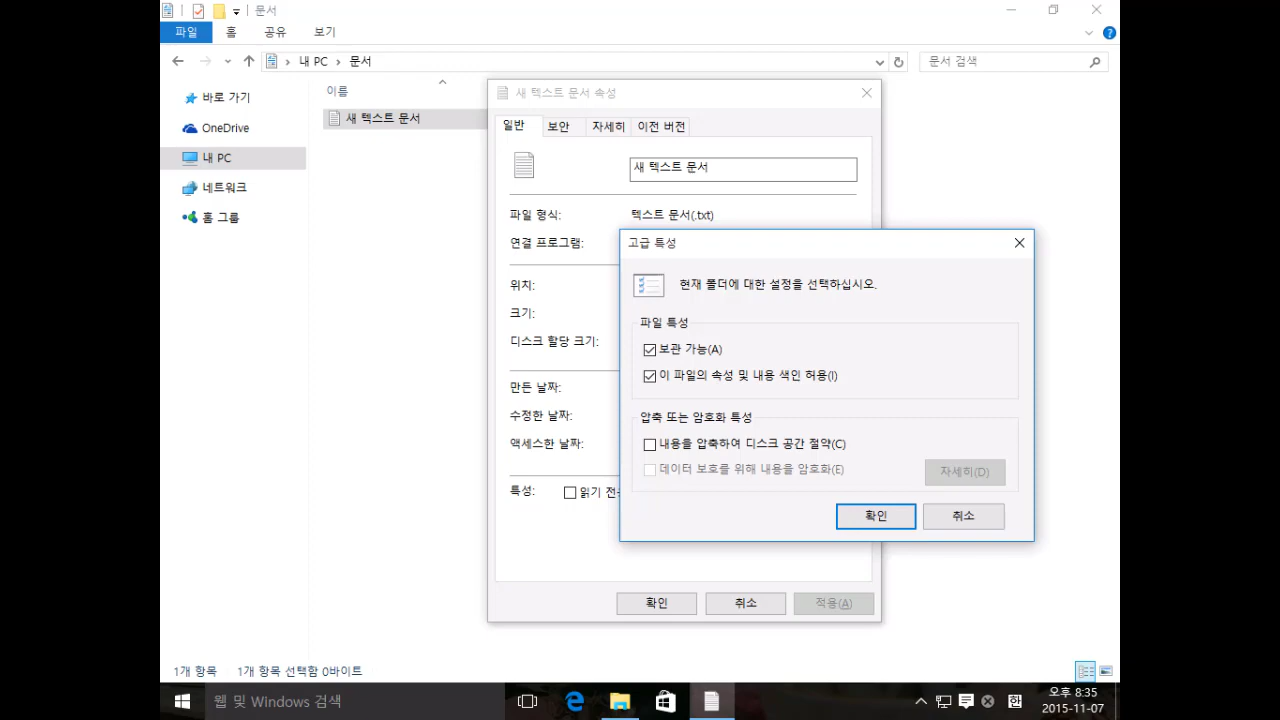 문서
파일 홈 공유 보기
내 PC › 문서
문서 검색
바로 가기
OneDrive
내 PC
네트워크
홈 그룹
이름
새 텍스트 문서
새 텍스트 문서 속성
일반 보안 자세히 이전 버전
새 텍스트 문서
파일 형식: 텍스트 문서(.txt)
연결 프로그램:
위치:
크기:
디스크 할당 크기:
만든 날짜:
수정한 날짜:
액세스한 날짜:
특성: 읽기 전
확인 취소 적용(A)
고급 특성
현재 폴더에 대한 설정을 선택하십시오.
파일 특성
보관 가능(A)
이 파일의 속성 및 내용 색인 허용(I)
압축 또는 암호화 특성
내용을 압축하여 디스크 공간 절약(C)
데이터 보호를 위해 내용을 암호화(E)
자세히(D)
확인 취소
1개 항목 1개 항목 선택함 0바이트
웹 및 Windows 검색
한
오후 8:35
2015-11-07